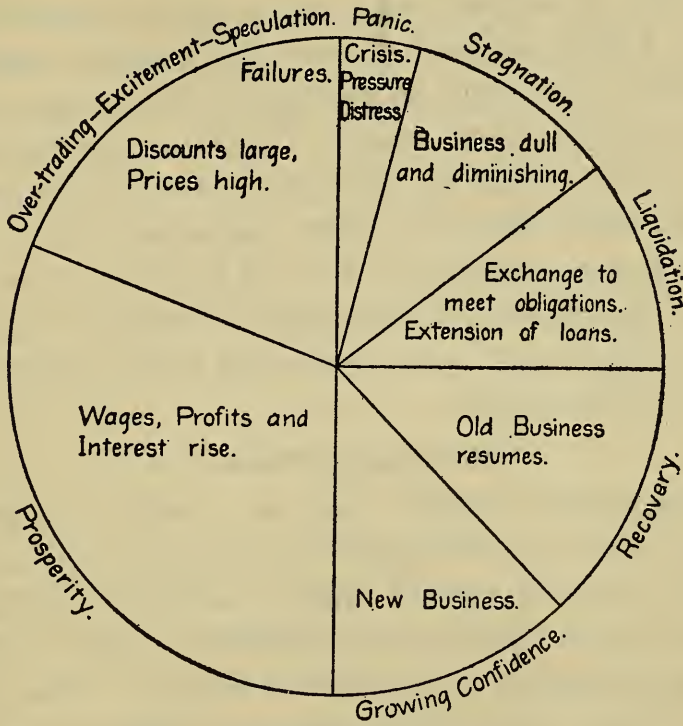 Over-trading—Excitement—Speculation.
Panic.
Stagnation.
Liquidation.
Recovery.
Growing Confidence.
Prosperity.
Failures.
Crisis.
Pressure
Distress
Discounts large,
Prices high.
Business dull
and diminishing.
Exchange to
meet obligations.
Extension of loans.
Wages, Profits and
Interest rise.
Old Business
resumes.
New Business.